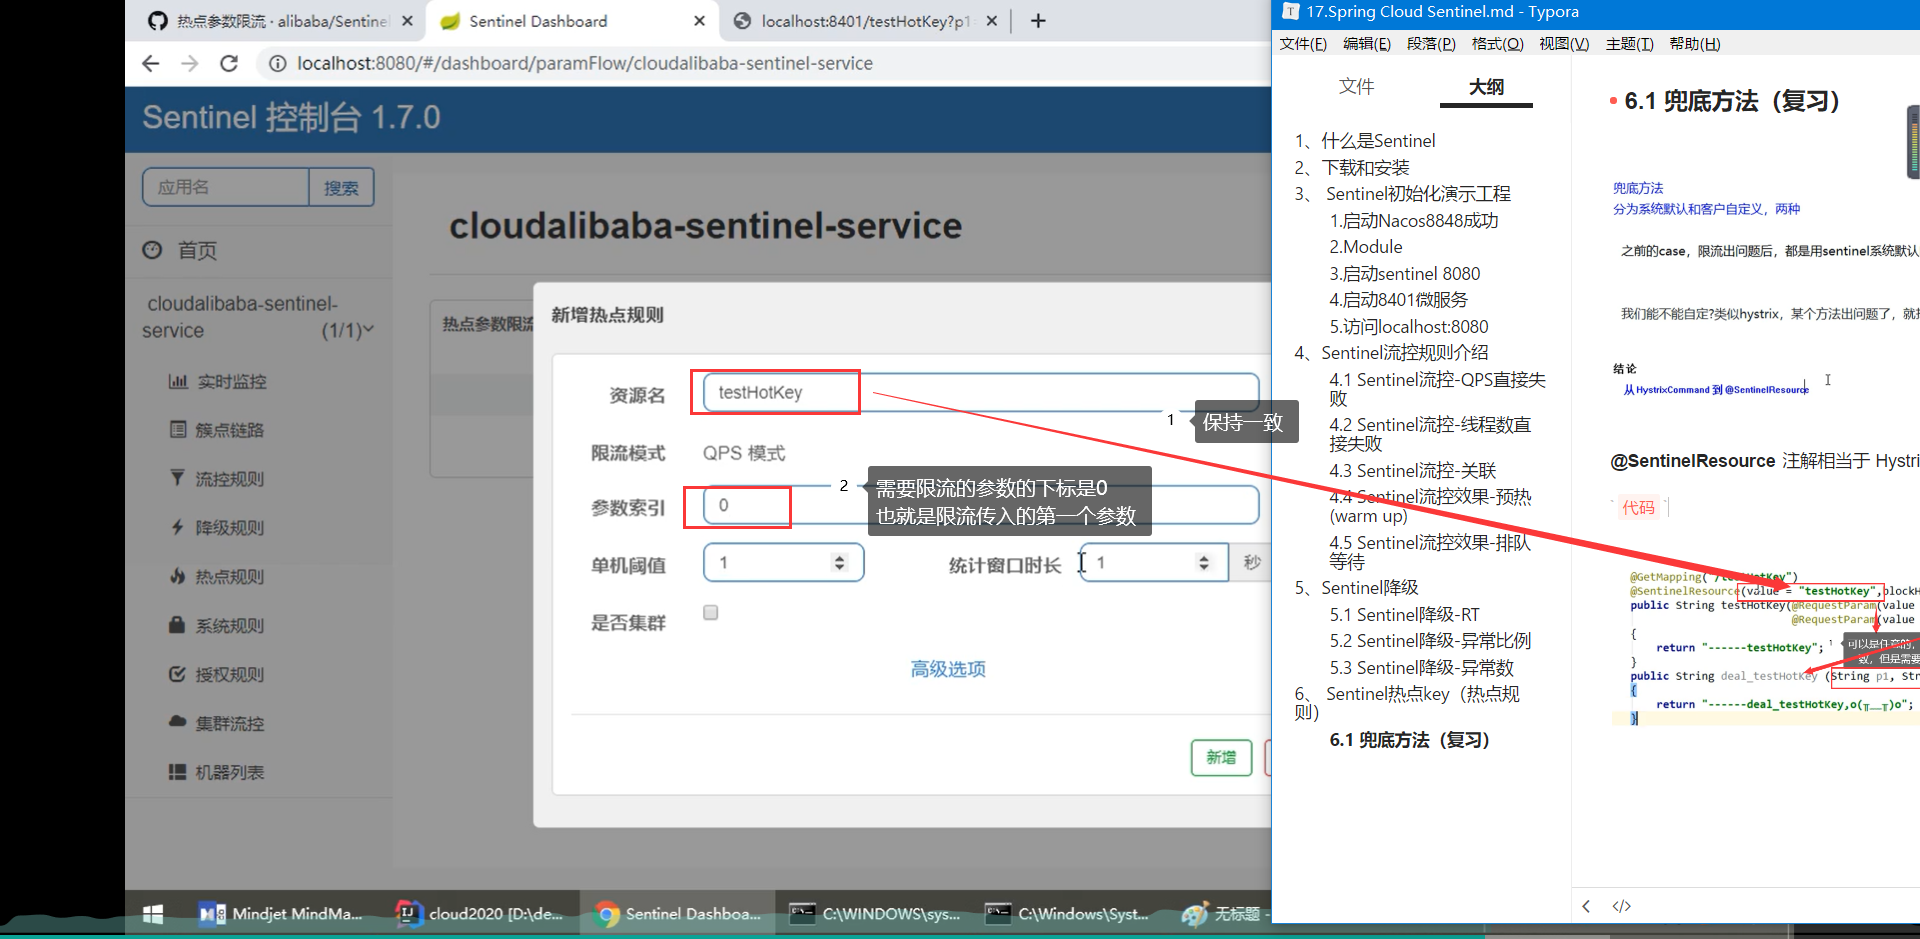 热点参数限流 · alibaba/Sentine
Sentinel Dashboard
localhost:8401/testHotKey?p1
localhost:8080/#/dashboard/paramFlow/cloudalibaba-sentinel-service
Sentinel 控制台 1.7.0
应用名
搜索
首页
cloudalibaba-sentinel-
service (1/1)
实时监控
簇点链路
流控规则
降级规则
热点规则
系统规则
授权规则
集群流控
机器列表
cloudalibaba-sentinel-service
热点参数限流
新增热点规则
资源名 testHotKey
1 保持一致
限流模式 QPS 模式
参数索引 0
2 需要限流的参数的下标是0
也就是限流传入的第一个参数
单机阈值 1 统计窗口时长 1 秒
是否集群
高级选项
新增
Mindjet MindMa...
cloud2020 [D:\de...
Sentinel Dashboa...
C:\WINDOWS\sys...
C:\Windows\Syst...
无标题 -
17.Spring Cloud Sentinel.md - Typora
文件(F) 编辑(E) 段落(P) 格式(O) 视图(V) 主题(T) 帮助(H)
文件 大纲
1、什么是Sentinel
2、下载和安装
3、 Sentinel初始化演示工程
1.启动Nacos8848成功
2.Module
3.启动sentinel 8080
4.启动8401微服务
5.访问localhost:8080
4、Sentinel流控规则介绍
4.1 Sentinel流控-QPS直接失
败
4.2 Sentinel流控-线程数直
接失败
4.3 Sentinel流控-关联
4.4 Sentinel流控效果-预热
(warm up)
4.5 Sentinel流控效果-排队
等待
5、Sentinel降级
5.1 Sentinel降级-RT
5.2 Sentinel降级-异常比例
5.3 Sentinel降级-异常数
6、 Sentinel热点key（热点规
则）
6.1 兜底方法（复习）
6.1 兜底方法（复习）
兜底方法
分为系统默认和客户自定义，两种
之前的case，限流出问题后，都是用sentinel系统默认
我们能不能自定?类似hystrix，某个方法出问题了，就
结论
从HystrixCommand 到@SentinelResource
@SentinelResource 注解相当于 Hystri
代码
@GetMapping("/testHotKey")
@SentinelResource(value = "testHotKey",blockH
public String testHotKey(@RequestParam(value
@RequestParam(value
{
return "------testHotKey";
}
可以是任意的，
致，但是需要
public String deal_testHotKey (String p1, Str
{
return "------deal_testHotKey,o(╥﹏╥)o";
}